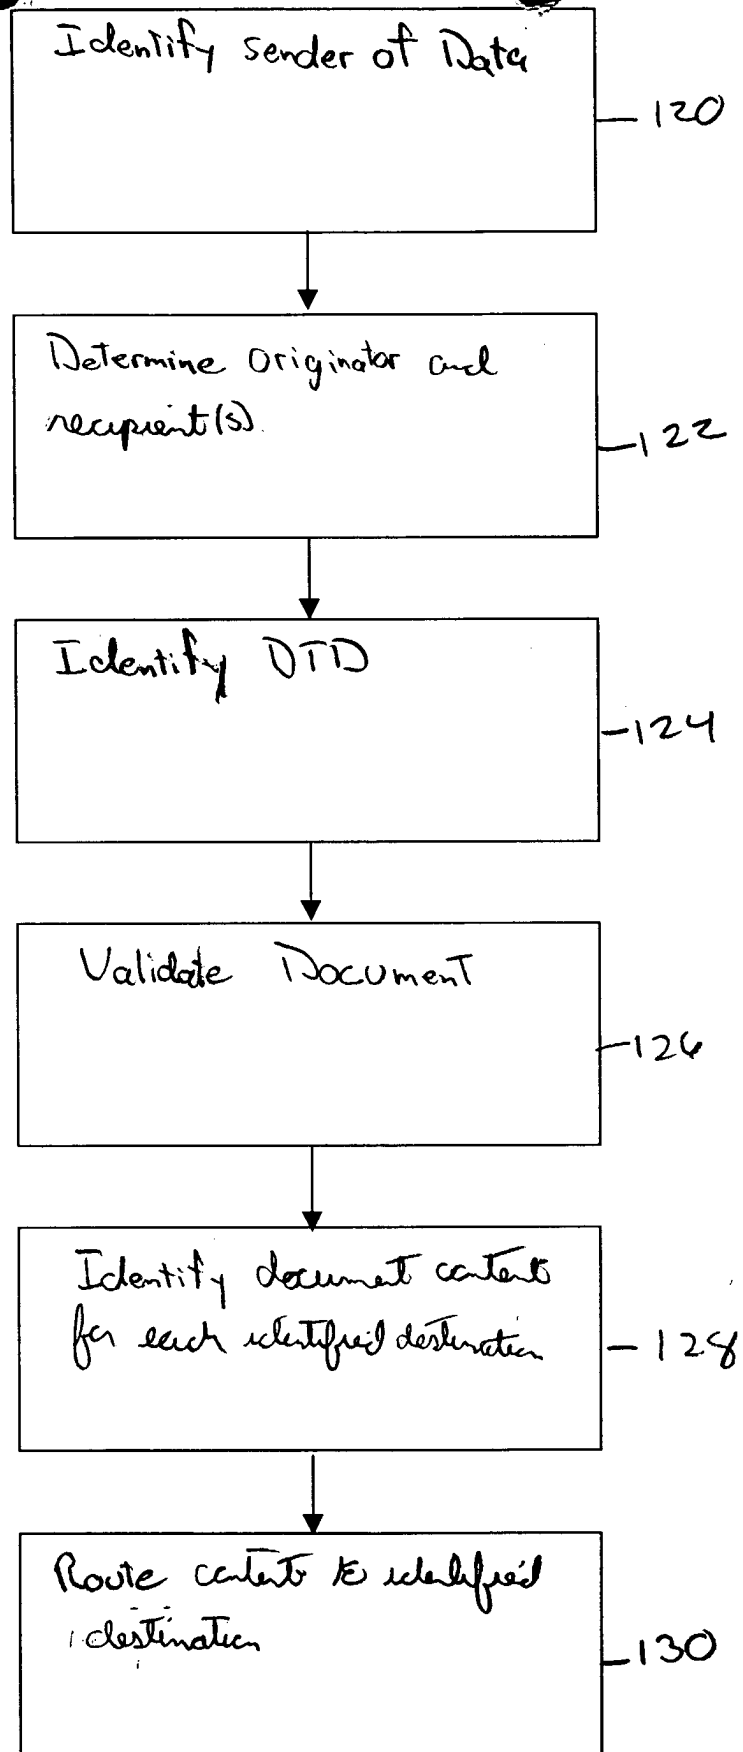 Identify sender of Data
120
Determine originator and
recipient(s)
122
Identify DTD
124
Validate Document
126
Identify document contents
for each identified destination
128
Route contents to identified
destination
130